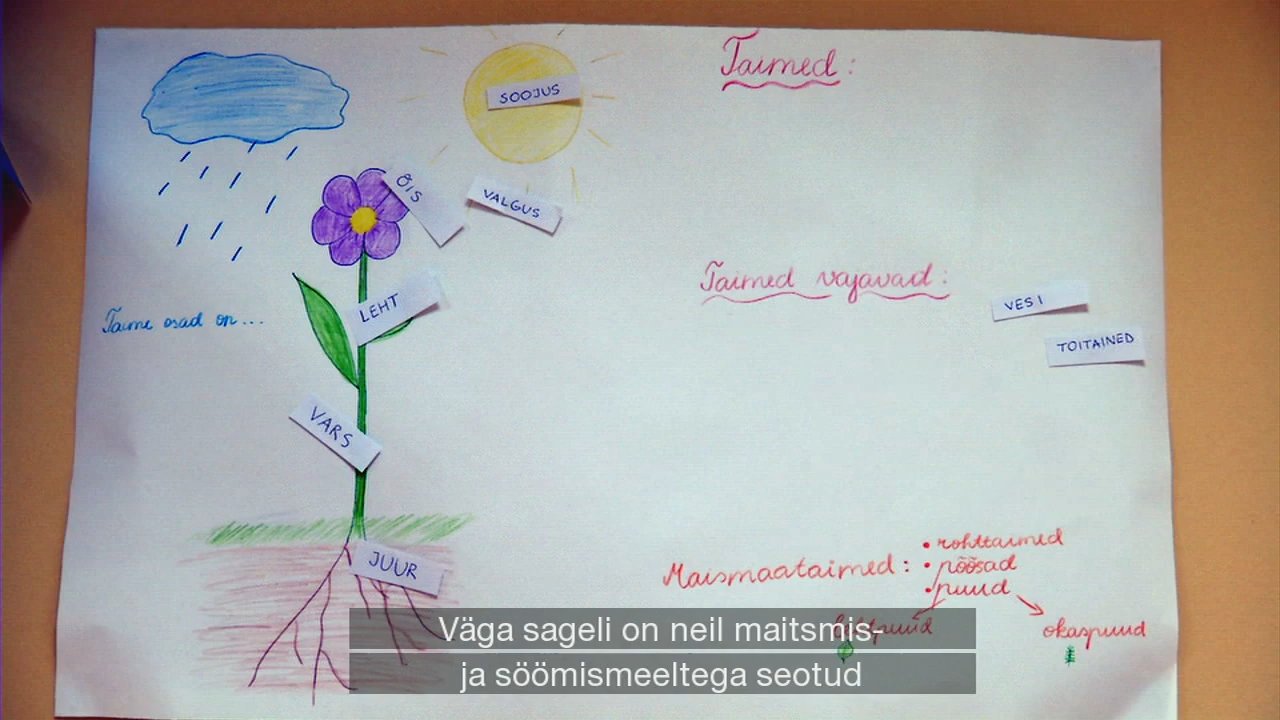 Taimed:
SOOJUS
ÕIS
VALGUS
Taimed vajavad:
VESI
TOITAINED
LEHT
Taime osad on...
VARS
JUUR
Maismaataimed:
• rohttaimed
• põõsad
• puud
lehtpuud
okaspuud
Väga sageli on neil maitsmis-
ja söömismeeltega seotud